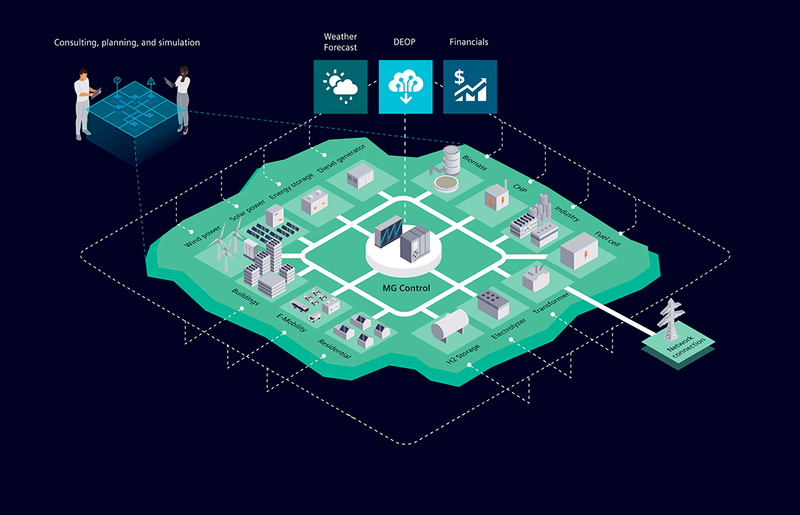 Consulting, planning, and simulation
Weather
Forecast
DEOP
Financials
$
Diesel generator
Energy storage
Solar power
Wind power
Biomass
CHP
Industry
Fuel cell
MG Control
Buildings
E-Mobility
Residential
H2 Storage
Electrolyzer
Transformer
Network
connection